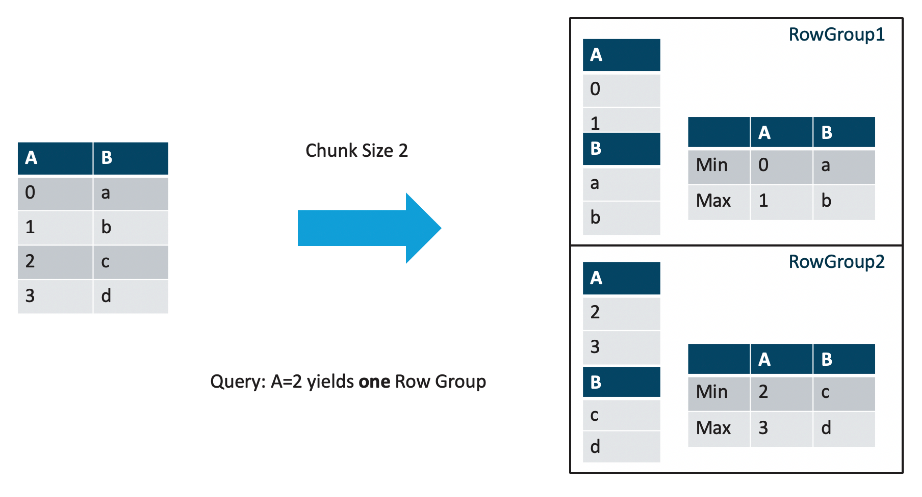 A B
0 a
1 b
2 c
3 d
Chunk Size 2
Query: A=2 yields one Row Group
RowGroup1
A
0
1
B
a
b
A B
Min 0 a
Max 1 b
RowGroup2
A
2
3
B
c
d
A B
Min 2 c
Max 3 d